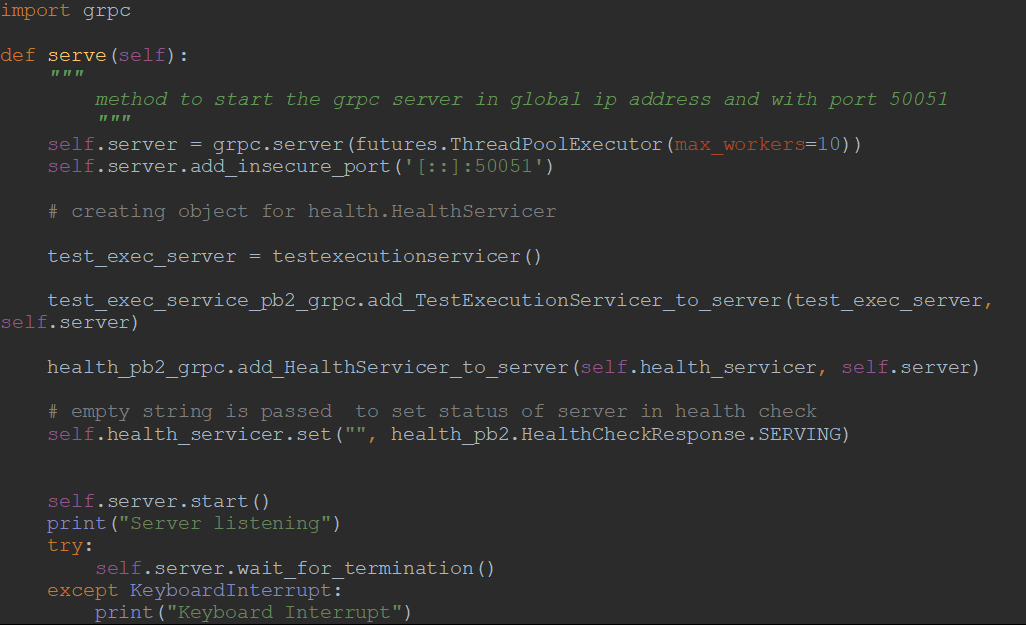 import grpc
def serve(self):
"""
method to start the grpc server in global ip address and with port 50051
"""
self.server = grpc.server(futures.ThreadPoolExecutor(max_workers=10))
self.server.add_insecure_port('[::]:50051')
# creating object for health.HealthServicer
test_exec_server = testexecutionservicer()
test_exec_service_pb2_grpc.add_TestExecutionServicer_to_server(test_exec_server,
self.server)
health_pb2_grpc.add_HealthServicer_to_server(self.health_servicer, self.server)
# empty string is passed  to set status of server in health check
self.health_servicer.set("", health_pb2.HealthCheckResponse.SERVING)
self.server.start()
print("Server listening")
try:
self.server.wait_for_termination()
except KeyboardInterrupt:
print("Keyboard Interrupt")